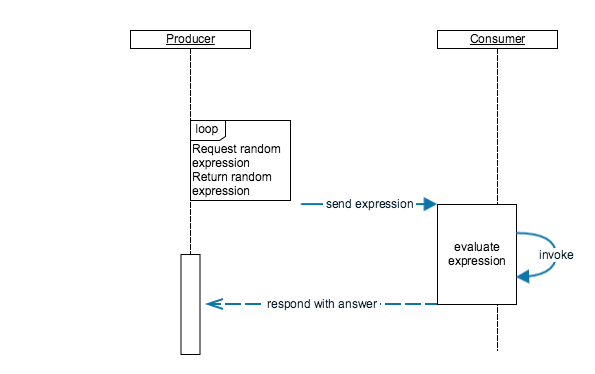 Producer
Consumer
loop
Request random
expression
Return random
expression
send expression
evaluate
expression
invoke
respond with answer